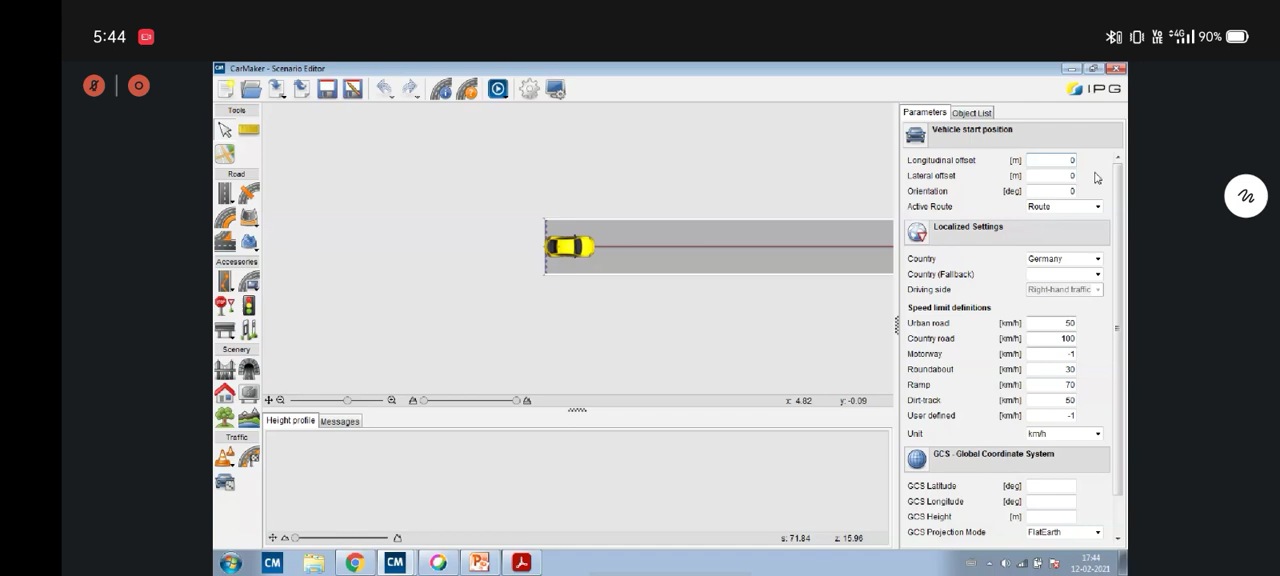 5:44
VO
LTE
4G
90%
CarMaker - Scenario Editor
IPG
Tools
Road
Accessories
Scenery
Traffic
Parameters
Object List
Vehicle start position
Longitudinal offset [m] 0
Lateral offset [m] 0
Orientation [deg] 0
Active Route Route
Localized Settings
Country Germany
Country (Fallback)
Driving side Right-hand traffic
Speed limit definitions
Urban road [km/h] 50
Country road [km/h] 100
Motorway [km/h] -1
Roundabout [km/h] 30
Ramp [km/h] 70
Dirt-track [km/h] 50
User defined [km/h] -1
Unit km/h
GCS - Global Coordinate System
GCS Latitude [deg]
GCS Longitude [deg]
GCS Height [m]
GCS Projection Mode FlatEarth
x: 4.82 y: -0.09
Height profile
Messages
s: 71.84 z: 15.96
CM
CM
17:44
12-02-2021